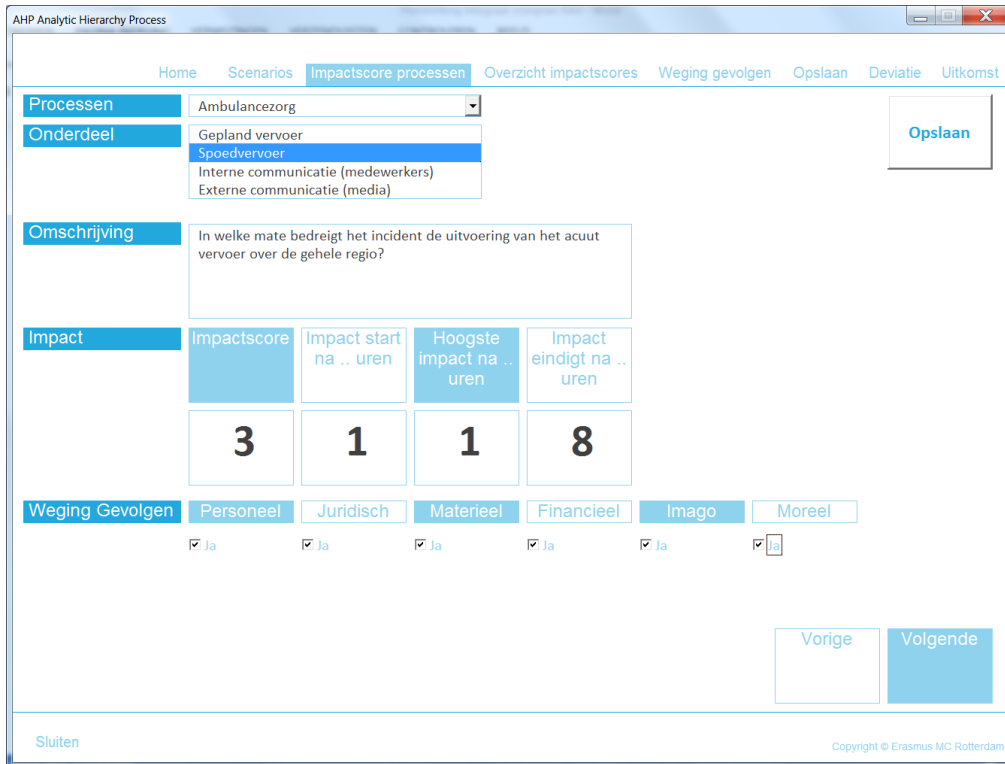 AHP Analytic Hierarchy Process
Home Scenarios Impactscore processen Overzicht impactscores Weging gevolgen Opslaan Deviatie Uitkomst
Processen Ambulancezorg
Opslaan
Onderdeel Gepland vervoer
Spoedvervoer
Interne communicatie (medewerkers)
Externe communicatie (media)
Omschrijving In welke mate bedreigt het incident de uitvoering van het acuut
vervoer over de gehele regio?
Impact Impactscore Impact start Hoogste Impact
na .. uren impact na .. eindigt na ..
uren uren
3 1 1 8
Weging Gevolgen Personeel Juridisch Materieel Financieel Imago Moreel
Ja Ja Ja Ja Ja Ja
Vorige Volgende
Sluiten Copyright © Erasmus MC Rotterdam